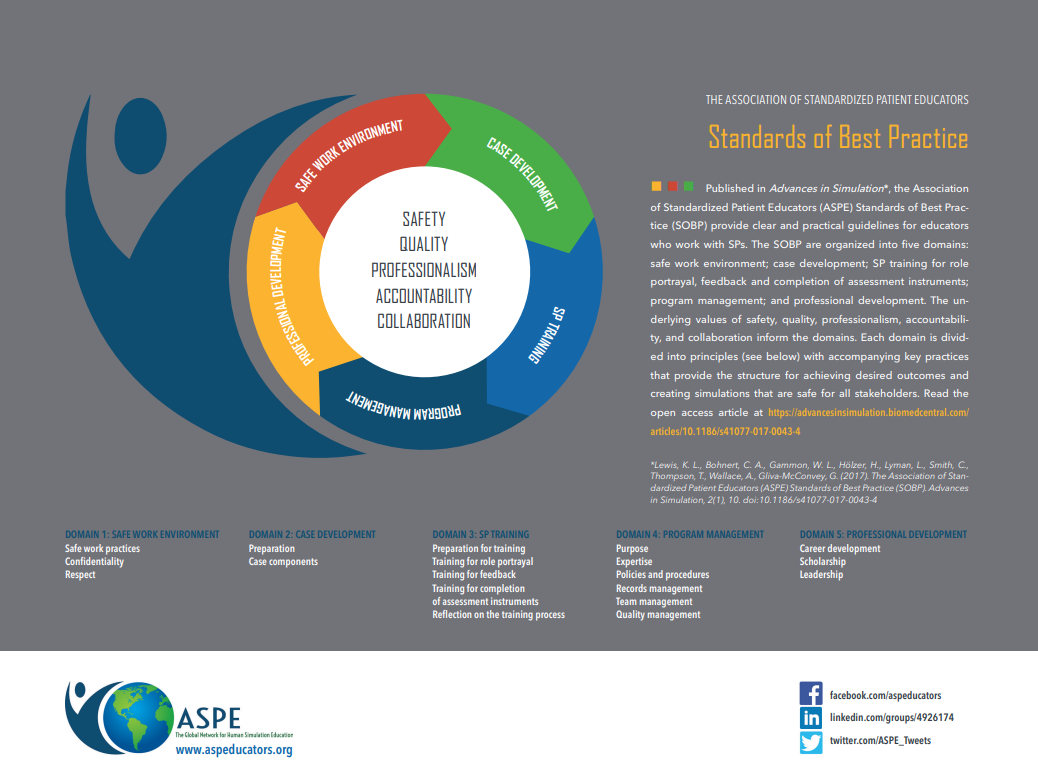 SAFE WORK ENVIRONMENT
CASE DEVELOPMENT
SP TRAINING
PROGRAM MANAGEMENT
PROFESSIONAL DEVELOPMENT
SAFETY
QUALITY
PROFESSIONALISM
ACCOUNTABILITY
COLLABORATION
THE ASSOCIATION OF STANDARDIZED PATIENT EDUCATORS
Standards of Best Practice
Published in Advances in Simulation*, the Association
of Standardized Patient Educators (ASPE) Standards of Best Prac-
tice (SOBP) provide clear and practical guidelines for educators
who work with SPs. The SOBP are organized into five domains:
safe work environment; case development; SP training for role
portrayal, feedback and completion of assessment instruments;
program management; and professional development. The un-
derlying values of safety, quality, professionalism, accountabili-
ty, and collaboration inform the domains. Each domain is divid-
ed into principles (see below) with accompanying key practices
that provide the structure for achieving desired outcomes and
creating simulations that are safe for all stakeholders. Read the
open access article at https://advancesinsimulation.biomedcentral.com/
articles/10.1186/s41077-017-0043-4
*Lewis, K. L., Bohnert, C. A., Gammon, W. L., Hölzer, H., Lyman, L., Smith, C.,
Thompson, T., Wallace, A., Gliva-McConvey, G. (2017). The Association of Stan-
dardized Patient Educators (ASPE) Standards of Best Practice (SOBP). Advances
in Simulation, 2(1), 10. doi:10.1186/s41077-017-0043-4
DOMAIN 1: SAFE WORK ENVIRONMENT
Safe work practices
Confidentiality
Respect
DOMAIN 2: CASE DEVELOPMENT
Preparation
Case components
DOMAIN 3: SP TRAINING
Preparation for training
Training for role portrayal
Training for feedback
Training for completion
of assessment instruments
Reflection on the training process
DOMAIN 4: PROGRAM MANAGEMENT
Purpose
Expertise
Policies and procedures
Records management
Team management
Quality management
DOMAIN 5: PROFESSIONAL DEVELOPMENT
Career development
Scholarship
Leadership
ASPE
The Global Network for Human Simulation Education
www.aspeducators.org
facebook.com/aspeducators
linkedin.com/groups/4926174
twitter.com/ASPE_Tweets